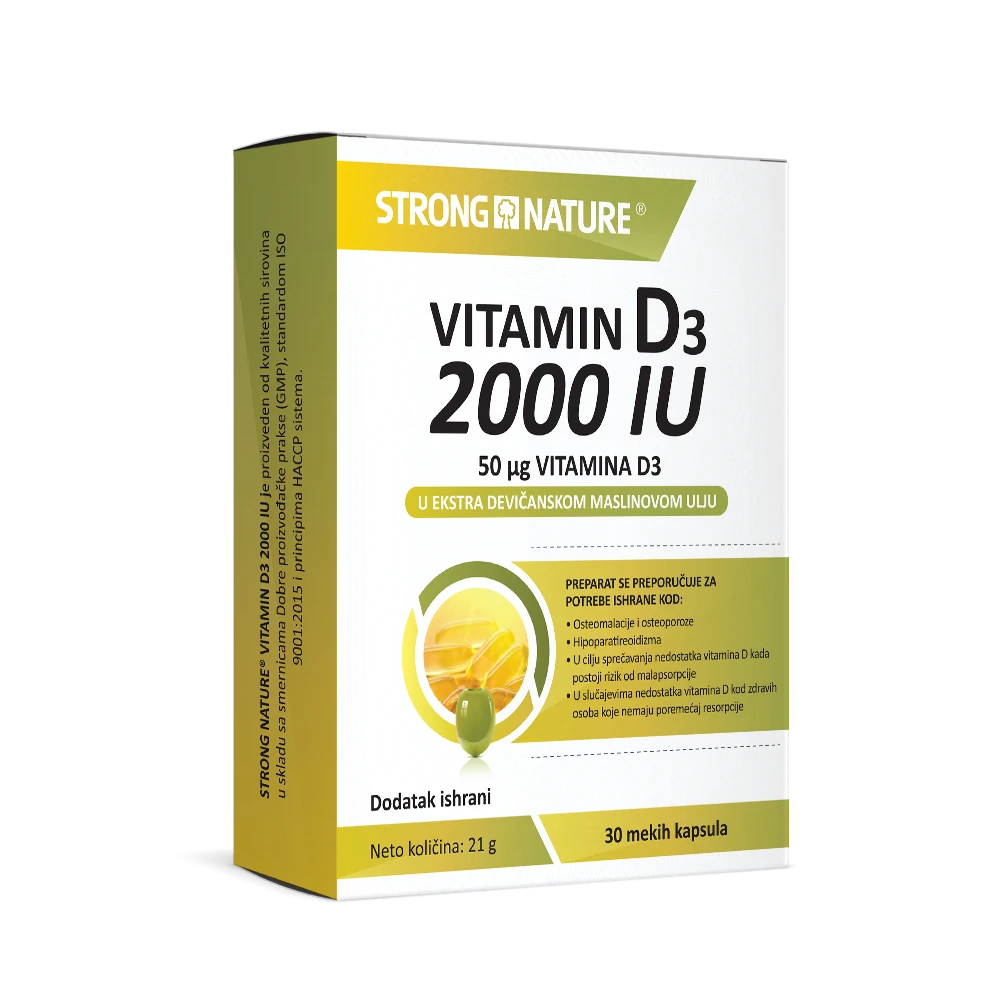 STRONG NATURE®
VITAMIN D3
2000 IU
50 µg VITAMINA D3
U EKSTRA DEVIČANSKOM MASLINOVOM ULJU
PREPARAT SE PREPORUČUJE ZA
POTREBE ISHRANE KOD:
• Osteomalacije i osteoporoze
• Hipoparatireoidizma
• U cilju sprečavanja nedostatka vitamina D kada
postoji rizik od malapsorpcije
• U slučajevima nedostatka vitamina D kod zdravih
osoba koje nemaju poremećaj resorpcije
Dodatak ishrani
Neto količina: 21 g
30 mekih kapsula
STRONG NATURE® VITAMIN D3 2000 IU je proizveden od kvalitetnih sirovina
u skladu sa smernicama Dobre proizvođačke prakse (GMP), standardom ISO
9001:2015 i principima HACCP sistema.